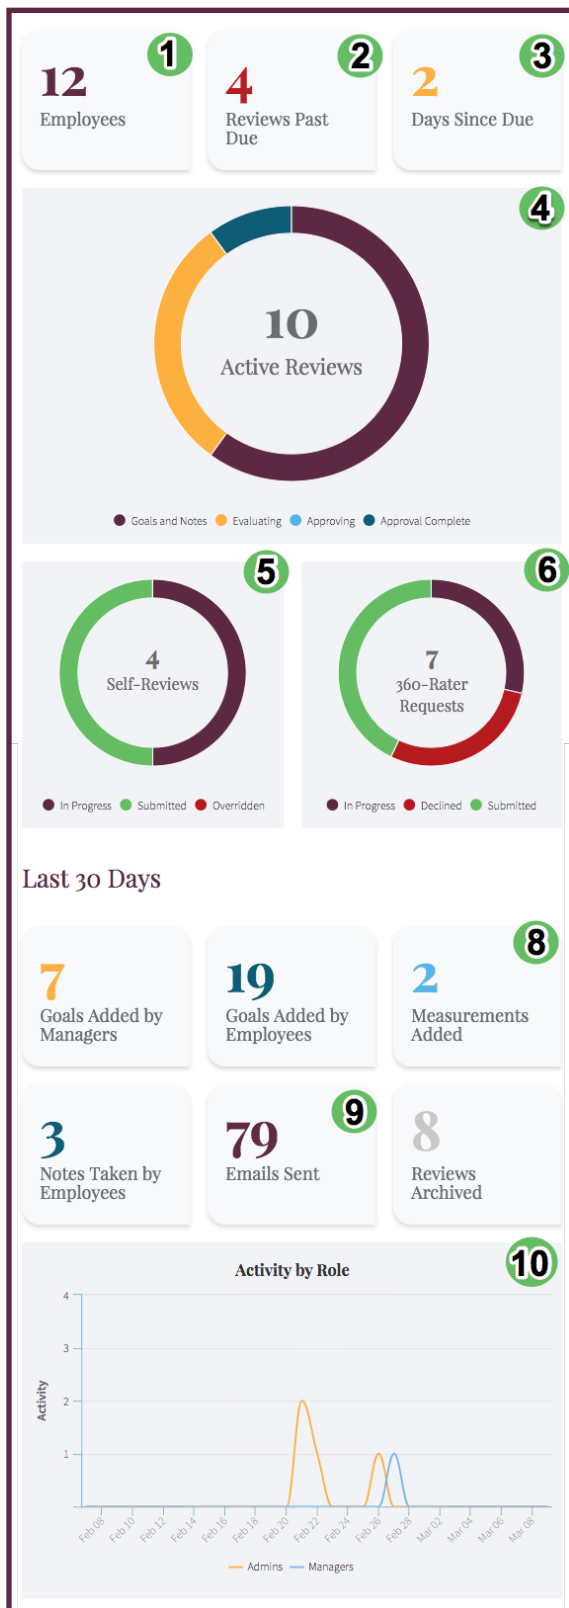 1
12
Employees
2
4
Reviews Past
Due
3
2
Days Since Due
4
10
Active Reviews
Goals and Notes Evaluating Approving Approval Complete
5
4
Self-Reviews
In Progress Submitted Overridden
6
7
360-Rater
Requests
In Progress Declined Submitted
Last 30 Days
7
Goals Added by
Managers
19
Goals Added by
Employees
8
2
Measurements
Added
3
Notes Taken by
Employees
9
79
Emails Sent
8
Reviews
Archived
10
Activity by Role
4
3
2
1
Activity
Feb 08 Feb 10 Feb 12 Feb 14 Feb 16 Feb 18 Feb 20 Feb 22 Feb 24 Feb 26 Feb 28 Mar 02 Mar 04 Mar 06 Mar 08
Admins Managers